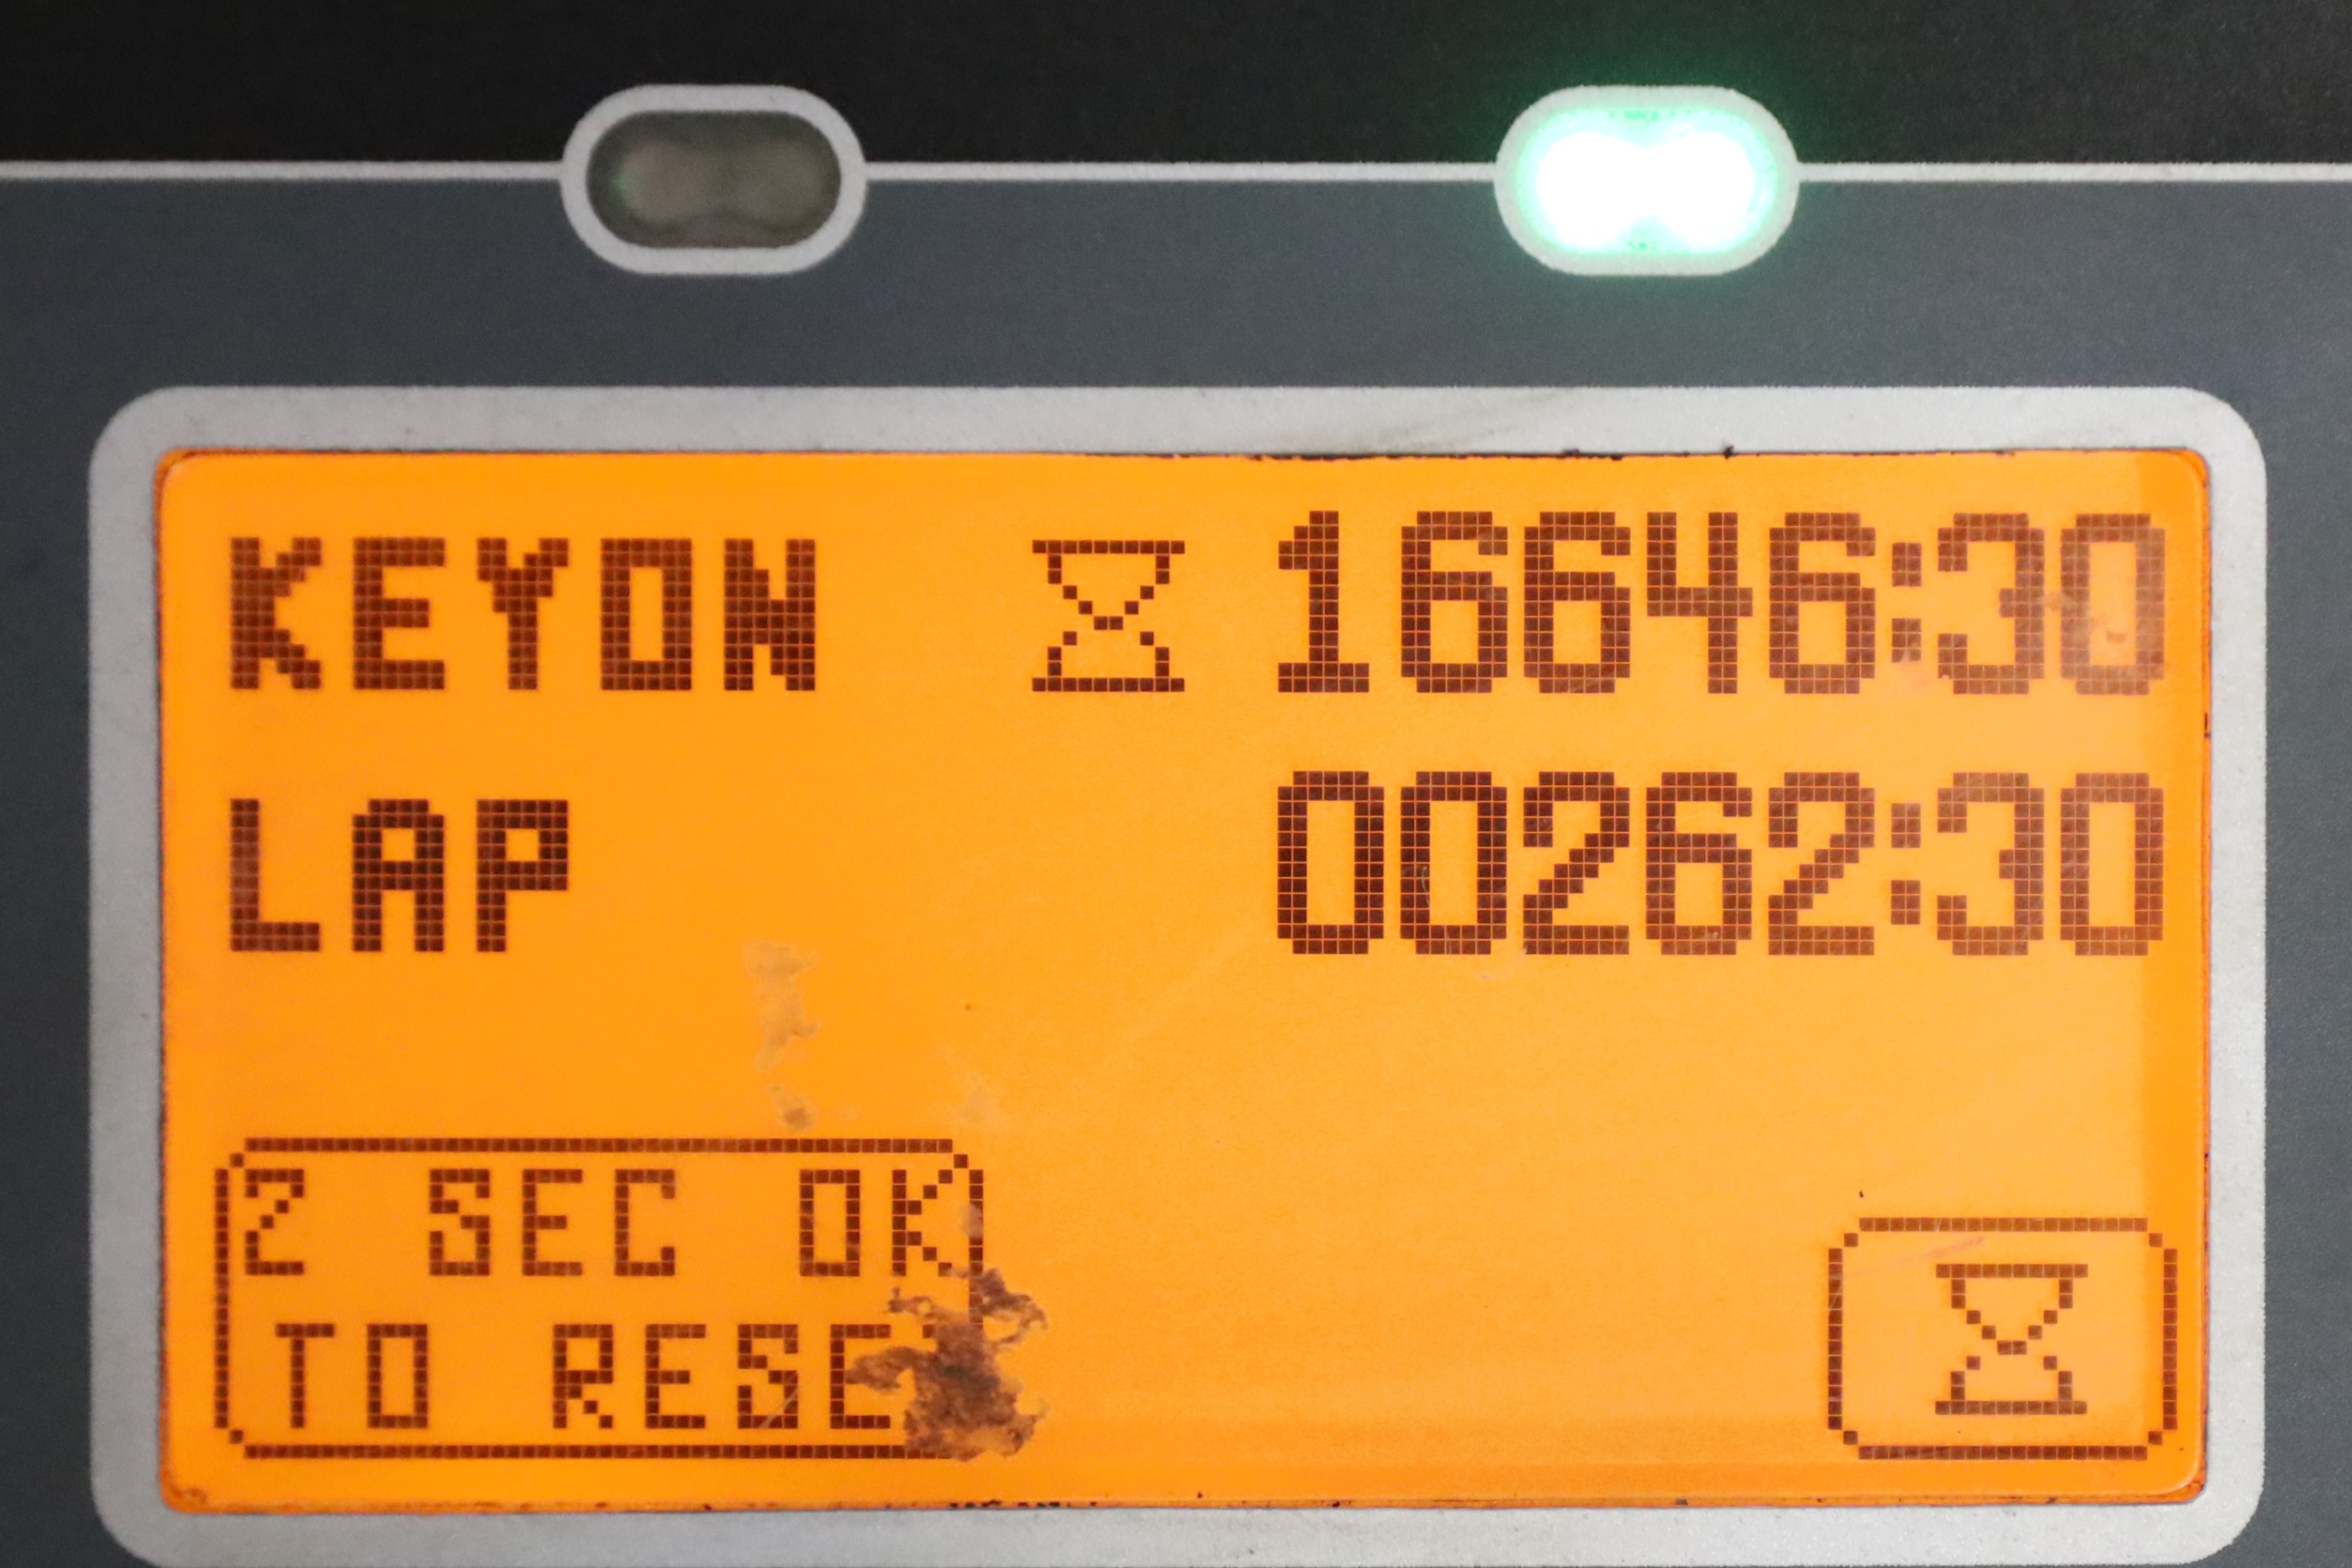 KEYON 16646:30
LAP 00262:30
2 SEC OK
TO RESE